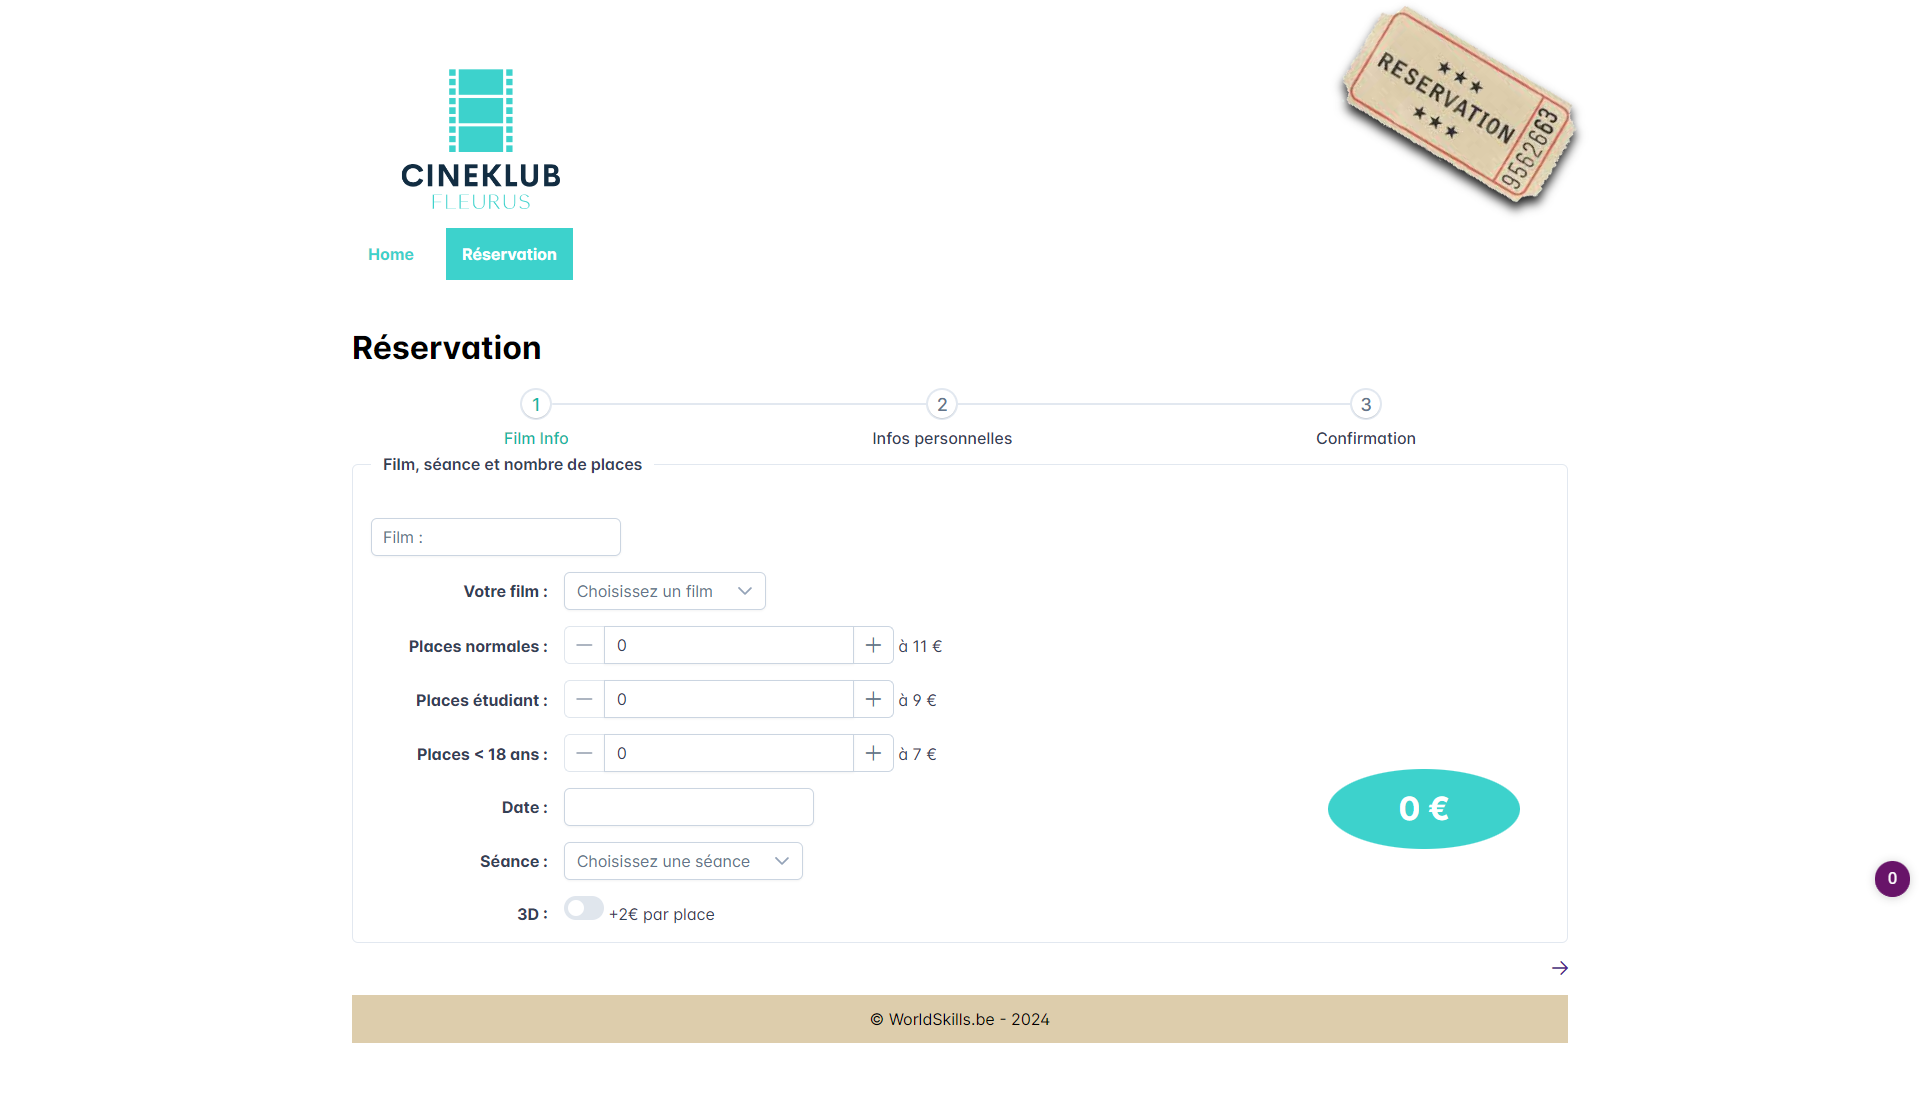 CINEKLUB
FLEURUS
★★★
RESERVATION
★★★
9562663
Home
Réservation
Réservation
1
2
3
Film Info
Infos personnelles
Confirmation
Film, séance et nombre de places
Film :
Votre film : Choisissez un film
Places normales : 0 à 11 €
Places étudiant : 0 à 9 €
Places < 18 ans : 0 à 7 €
Date :
0 €
Séance : Choisissez une séance
0
3D : +2€ par place
© WorldSkills.be - 2024